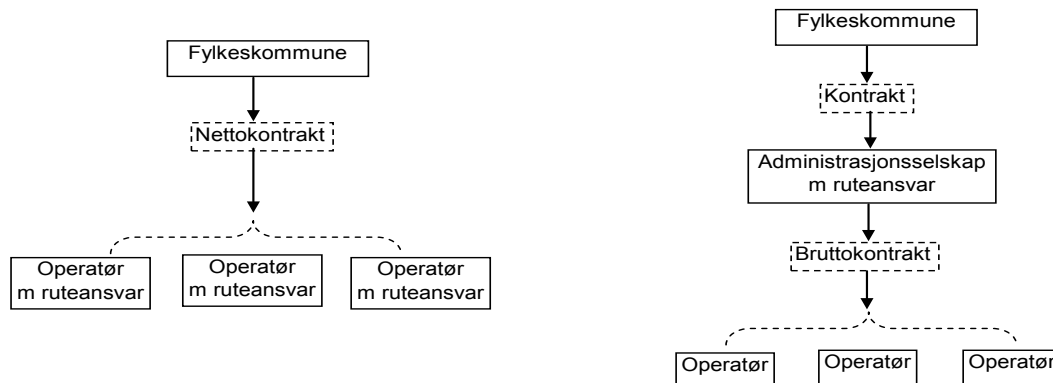 Fylkeskommune
Nettokontrakt
Operatør
m ruteansvar
Operatør
m ruteansvar
Operatør
m ruteansvar
Fylkeskommune
Kontrakt
Administrasjonsselskap
m ruteansvar
Bruttokontrakt
Operatør
Operatør
Operatør